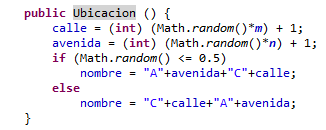 public Ubicacion () {
calle = (int) (Math.random()*m) + 1;
avenida = (int) (Math.random()*n) + 1;
if (Math.random() <= 0.5)
nombre = "A"+avenida+"C"+calle;
else
nombre = "C"+calle+"A"+avenida;
}